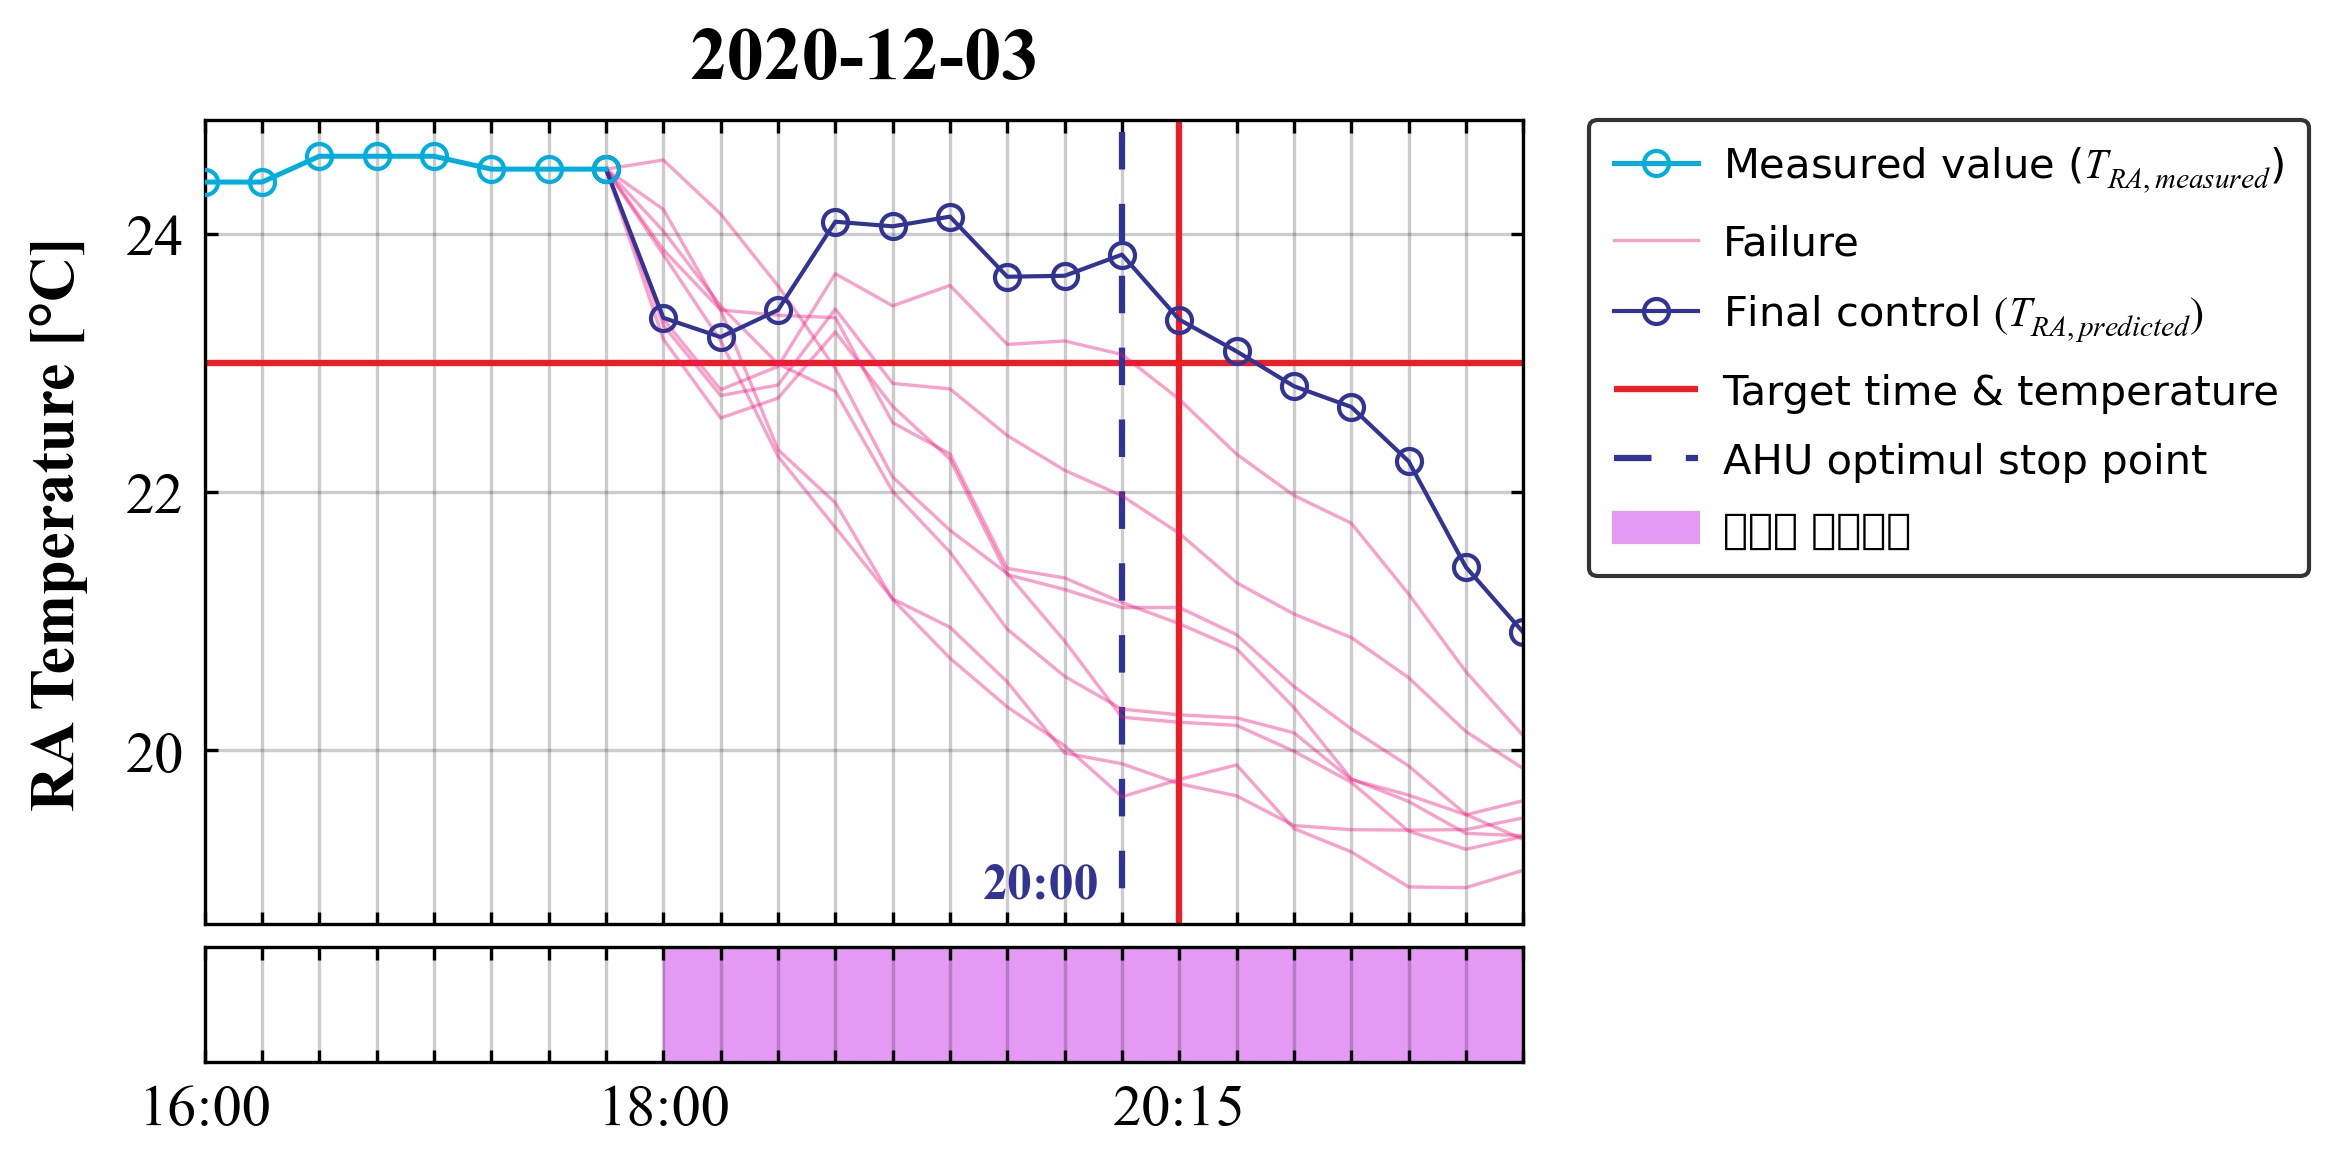 2020-12-03
RA Temperature [°C]
24
22
20
20:00
16:00
18:00
20:15
Measured value (T_RA, measured)
Failure
Final control (T_RA, predicted)
Target time & temperature
AHU optimul stop point